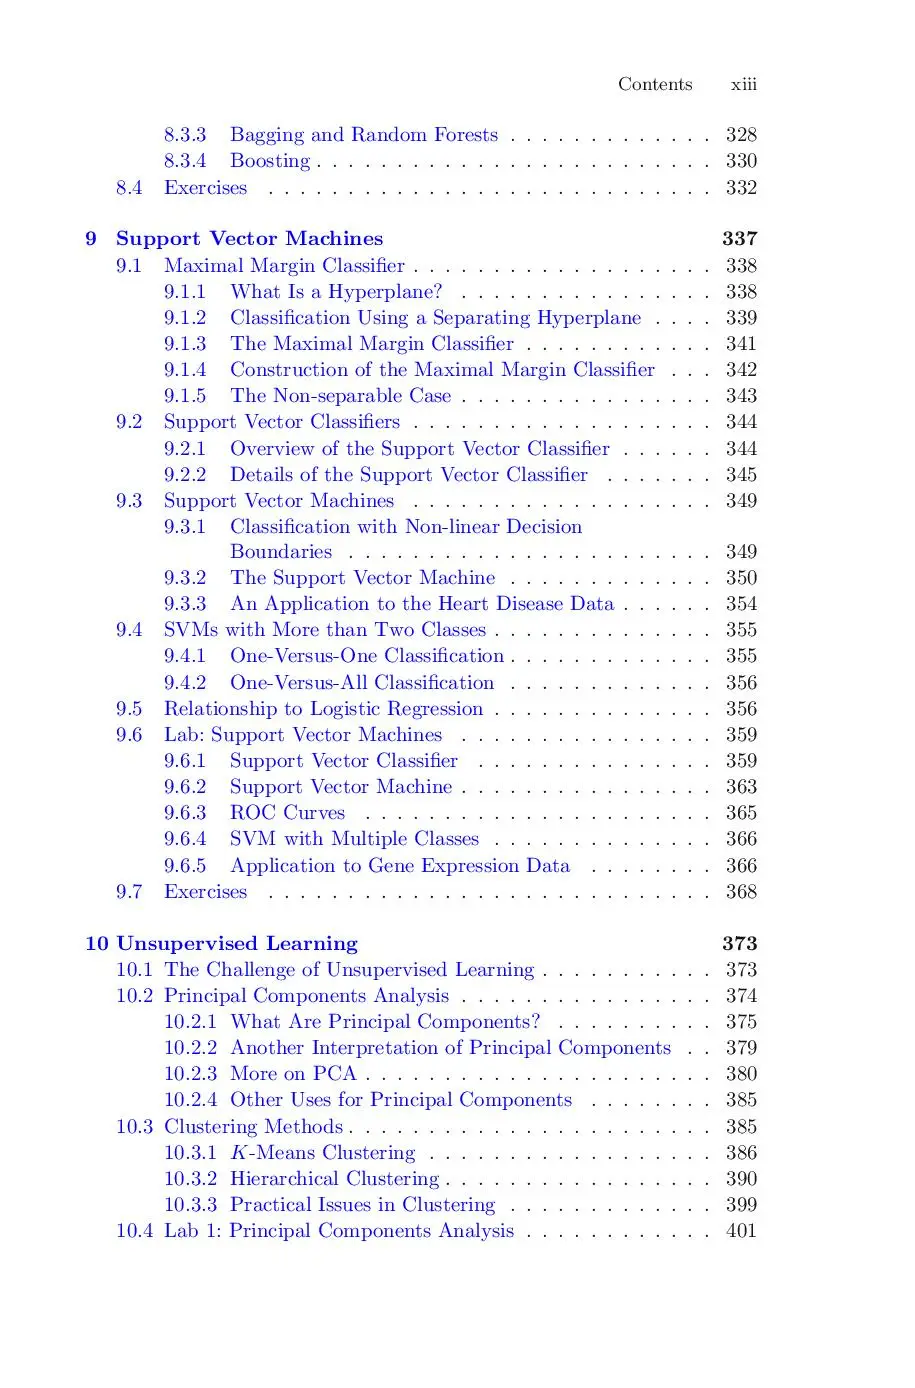 Contents xiii
8.3.3 Bagging and Random Forests . . . . . . . . . . . . . 328
8.3.4 Boosting . . . . . . . . . . . . . . . . . . . . . . . . . 330
8.4 Exercises . . . . . . . . . . . . . . . . . . . . . . . . . . . . 332
9 Support Vector Machines 337
9.1 Maximal Margin Classifier . . . . . . . . . . . . . . . . . . . 338
9.1.1 What Is a Hyperplane? . . . . . . . . . . . . . . . . 338
9.1.2 Classification Using a Separating Hyperplane . . . . 339
9.1.3 The Maximal Margin Classifier . . . . . . . . . . . . 341
9.1.4 Construction of the Maximal Margin Classifier . . . 342
9.1.5 The Non-separable Case . . . . . . . . . . . . . . . . 343
9.2 Support Vector Classifiers . . . . . . . . . . . . . . . . . . . 344
9.2.1 Overview of the Support Vector Classifier . . . . . . 344
9.2.2 Details of the Support Vector Classifier . . . . . . . 345
9.3 Support Vector Machines . . . . . . . . . . . . . . . . . . . 349
9.3.1 Classification with Non-linear Decision
Boundaries . . . . . . . . . . . . . . . . . . . . . . . 349
9.3.2 The Support Vector Machine . . . . . . . . . . . . . 350
9.3.3 An Application to the Heart Disease Data . . . . . . 354
9.4 SVMs with More than Two Classes . . . . . . . . . . . . . . 355
9.4.1 One-Versus-One Classification . . . . . . . . . . . . . 355
9.4.2 One-Versus-All Classification . . . . . . . . . . . . . 356
9.5 Relationship to Logistic Regression . . . . . . . . . . . . . . 356
9.6 Lab: Support Vector Machines . . . . . . . . . . . . . . . . 359
9.6.1 Support Vector Classifier . . . . . . . . . . . . . . . 359
9.6.2 Support Vector Machine . . . . . . . . . . . . . . . . 363
9.6.3 ROC Curves . . . . . . . . . . . . . . . . . . . . . . 365
9.6.4 SVM with Multiple Classes . . . . . . . . . . . . . . 366
9.6.5 Application to Gene Expression Data . . . . . . . . 366
9.7 Exercises . . . . . . . . . . . . . . . . . . . . . . . . . . . . 368
10 Unsupervised Learning 373
10.1 The Challenge of Unsupervised Learning . . . . . . . . . . . 373
10.2 Principal Components Analysis . . . . . . . . . . . . . . . . 374
10.2.1 What Are Principal Components? . . . . . . . . . . 375
10.2.2 Another Interpretation of Principal Components . . 379
10.2.3 More on PCA . . . . . . . . . . . . . . . . . . . . . . 380
10.2.4 Other Uses for Principal Components . . . . . . . . 385
10.3 Clustering Methods . . . . . . . . . . . . . . . . . . . . . . . 385
10.3.1 K-Means Clustering . . . . . . . . . . . . . . . . . . 386
10.3.2 Hierarchical Clustering . . . . . . . . . . . . . . . . . 390
10.3.3 Practical Issues in Clustering . . . . . . . . . . . . . 399
10.4 Lab 1: Principal Components Analysis . . . . . . . . . . . . 401